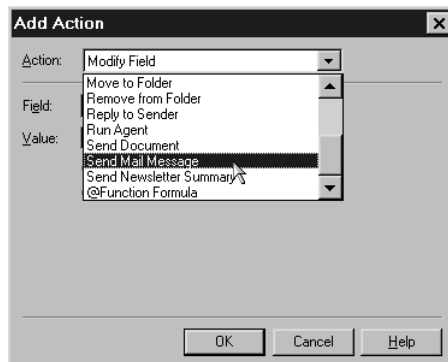 Add Action
Action: Modify Field
Move to Folder
Field: Remove from Folder
Reply to Sender
Run Agent
Value: Send Document
Send Mail Message
Send Newsletter Summary
@Function Formula
OK Cancel Help